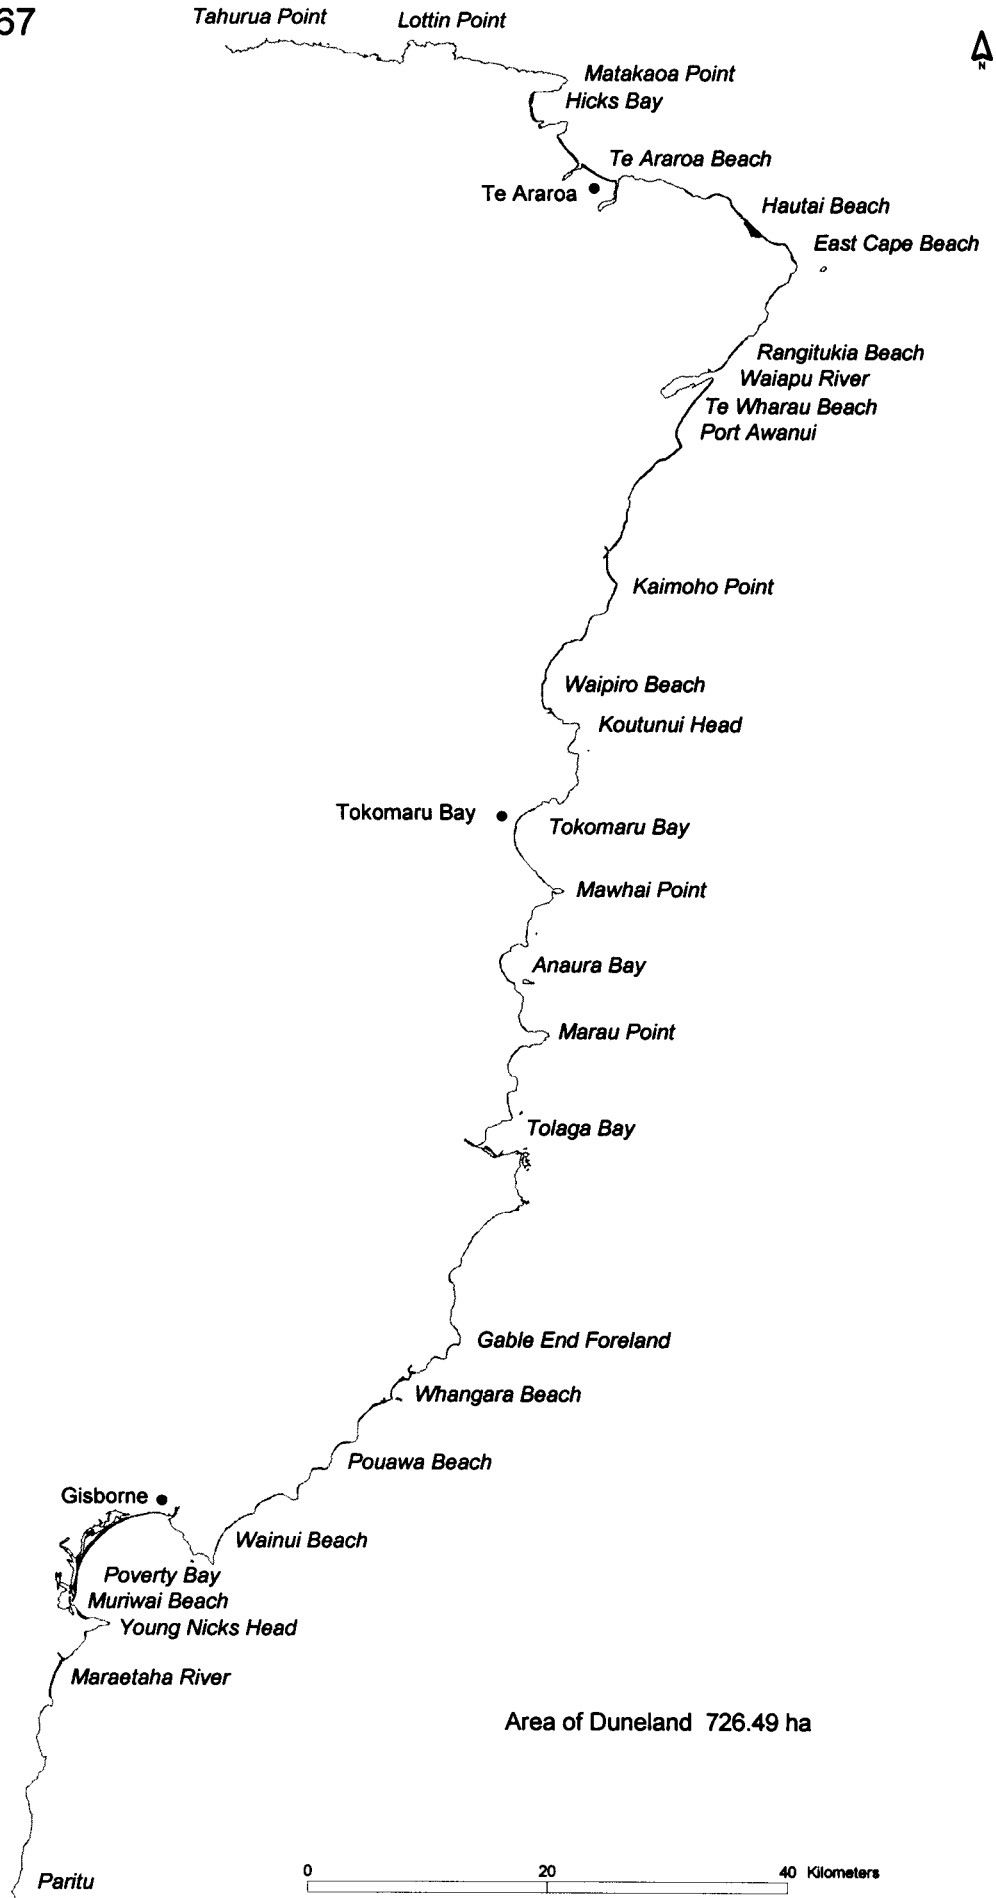 67
Tahurua Point
Lottin Point
N
Matakaoa Point
Hicks Bay
Te Araroa Beach
Te Araroa
Hautai Beach
East Cape Beach
Rangitukia Beach
Waiapu River
Te Wharau Beach
Port Awanui
Kaimoho Point
Waipiro Beach
Koutunui Head
Tokomaru Bay
Tokomaru Bay
Mawhai Point
Anaura Bay
Marau Point
Tolaga Bay
Gable End Foreland
Whangara Beach
Pouawa Beach
Gisborne
Wainui Beach
Poverty Bay
Muriwai Beach
Young Nicks Head
Maraetaha River
Area of Duneland 726.49 ha
Paritu
0 20 40 Kilometers